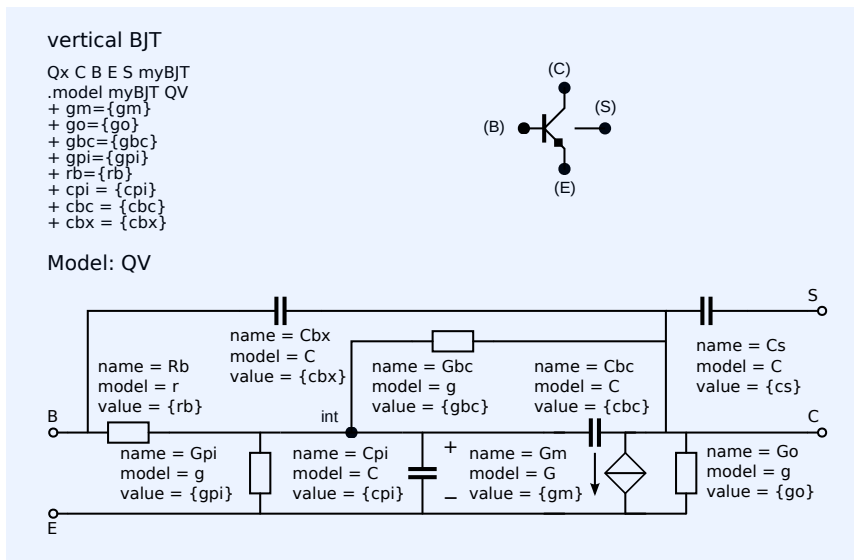 vertical BJT
Qx C B E S myBJT
.model myBJT QV
+ gm={gm}
+ go={go}
+ gbc={gbc}
+ gpi={gpi}
+ rb={rb}
+ cpi = {cpi}
+ cbc = {cbc}
+ cbx = {cbx}
(C)
(S)
(B)
(E)
Model: QV
S
name = Cbx
model = C
value = {cbx}
name = Cs
model = C
value = {cs}
name = Rb
model = r
value = {rb}
name = Gbc
model = g
value = {gbc}
name = Cbc
model = C
value = {cbc}
B
int
C
name = Gpi
model = g
value = {gpi}
name = Cpi
model = C
value = {cpi}
+
−
name = Gm
model = G
value = {gm}
name = Go
model = g
value = {go}
E